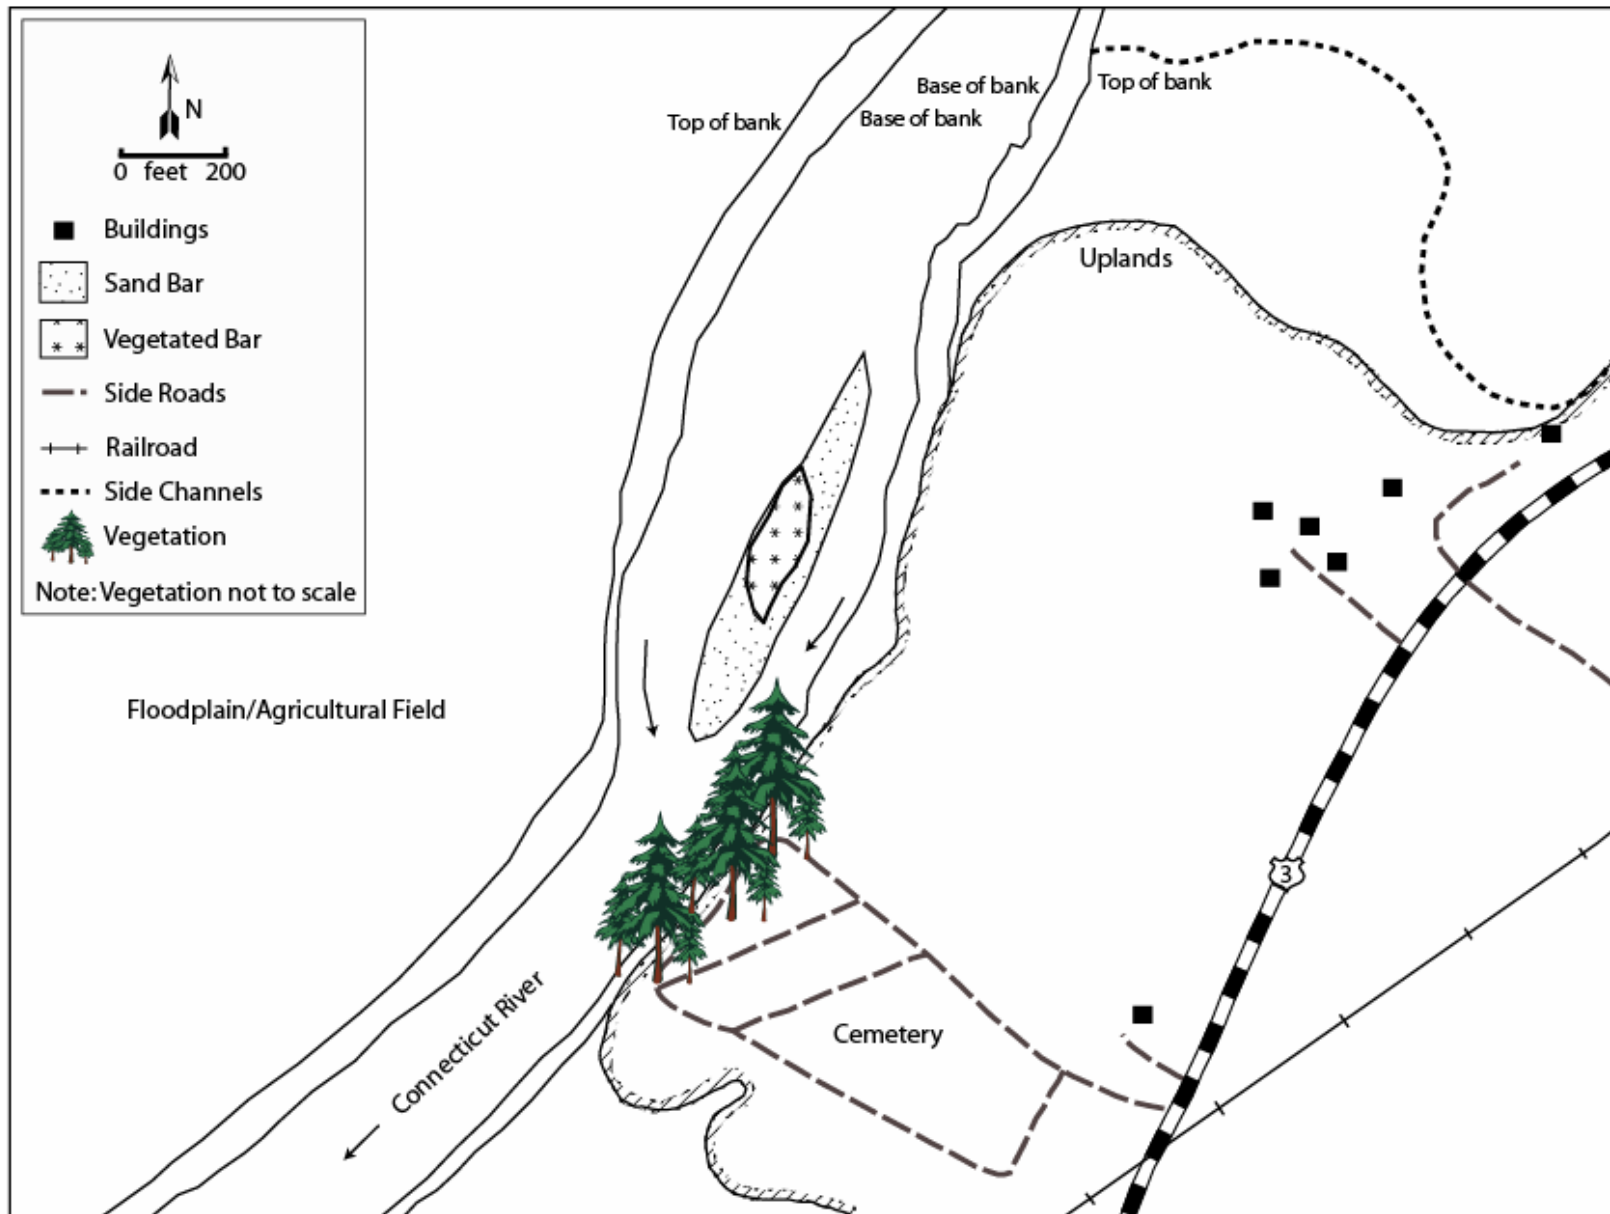 N
0 feet 200
Buildings
Sand Bar
Vegetated Bar
Side Roads
Railroad
Side Channels
Vegetation
Note: Vegetation not to scale
Top of bank
Base of bank
Base of bank
Top of bank
Uplands
Floodplain/Agricultural Field
3
Connecticut River
Cemetery